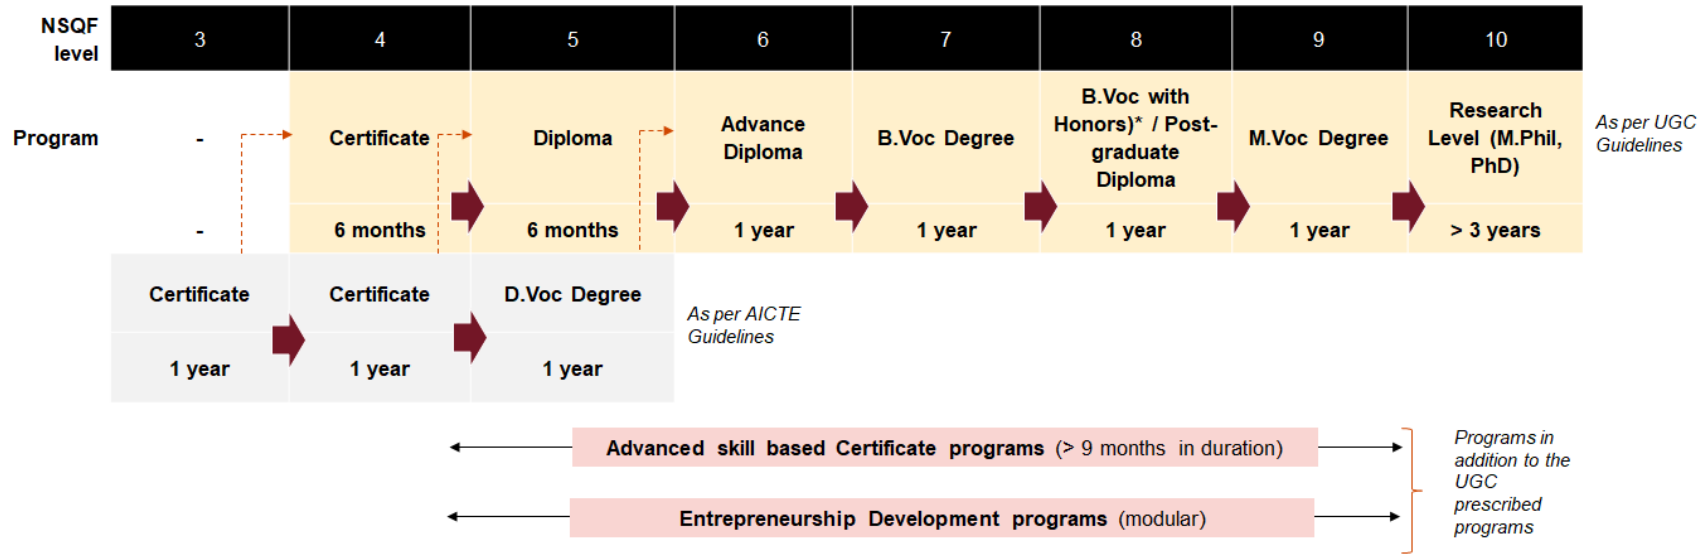 NSQF level 3 4 5 6 7 8 9 10
Program - Certificate Diploma Advance Diploma B.Voc Degree B.Voc with Honors)* / Post-graduate Diploma M.Voc Degree Research Level (M.Phil, PhD)
As per UGC
Guidelines
- 6 months 6 months 1 year 1 year 1 year 1 year > 3 years
Certificate Certificate D.Voc Degree
As per AICTE
Guidelines
1 year 1 year 1 year
Advanced skill based Certificate programs (> 9 months in duration)
Entrepreneurship Development programs (modular)
Programs in
addition to the
UGC
prescribed
programs